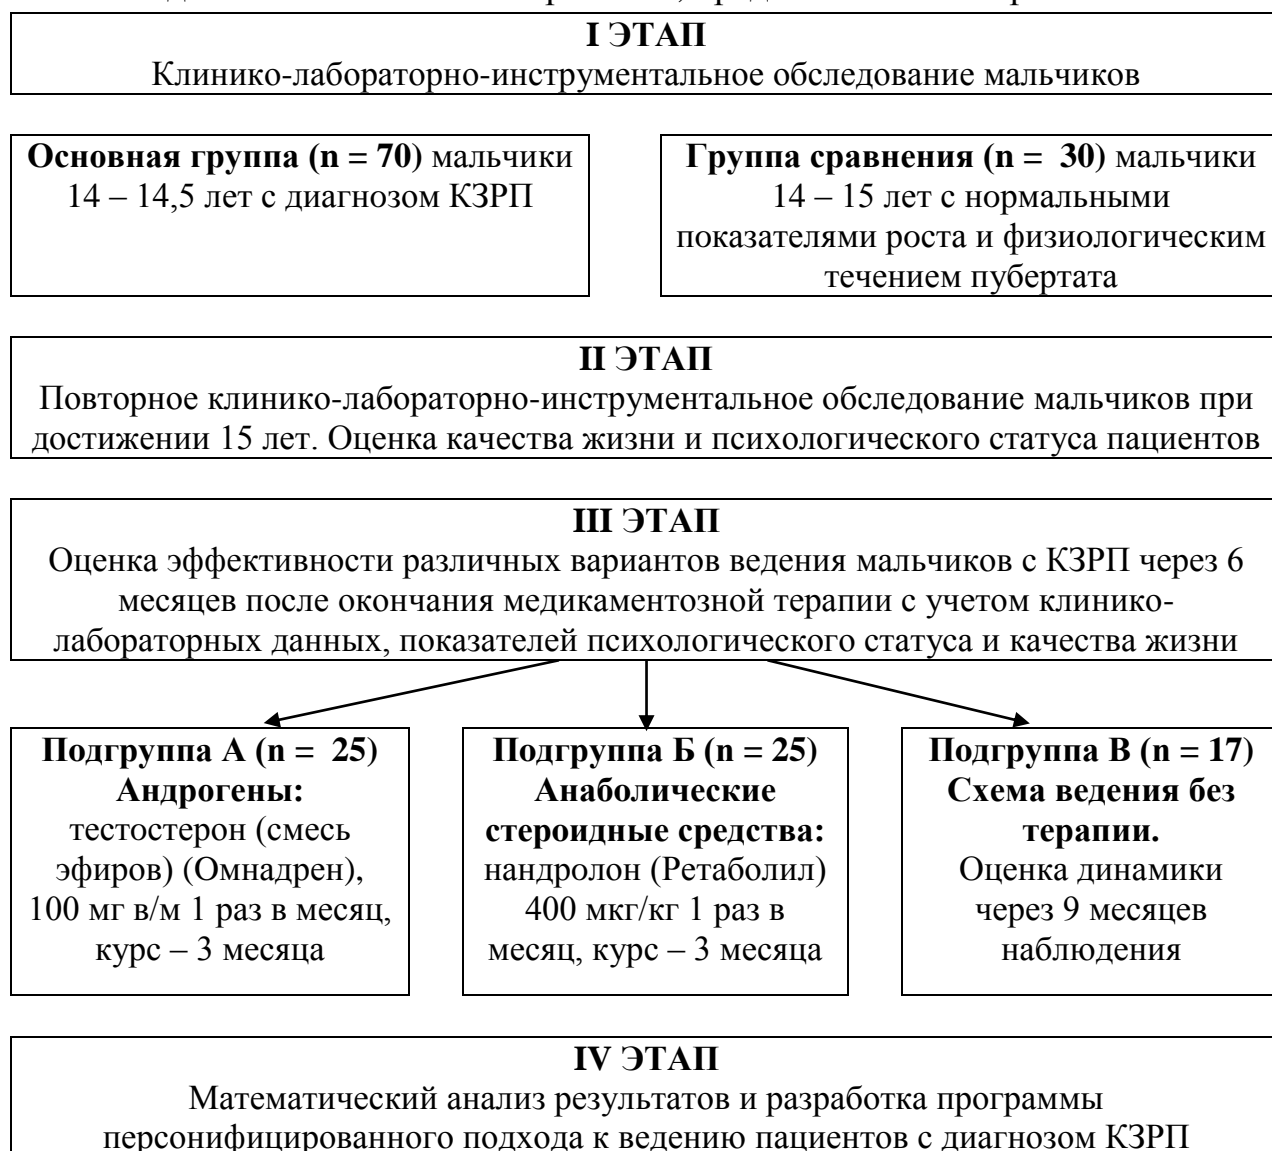 I ЭТАП
Клинико-лабораторно-инструментальное обследование мальчиков
Основная группа (n = 70) мальчики
14 – 14,5 лет с диагнозом КЗРП
Группа сравнения (n = 30) мальчики
14 – 15 лет с нормальными
показателями роста и физиологическим
течением пубертата
II ЭТАП
Повторное клинико-лабораторно-инструментальное обследование мальчиков при
достижении 15 лет. Оценка качества жизни и психологического статуса пациентов
III ЭТАП
Оценка эффективности различных вариантов ведения мальчиков с КЗРП через 6
месяцев после окончания медикаментозной терапии с учетом клинико-
лабораторных данных, показателей психологического статуса и качества жизни
Подгруппа А (n = 25)
Андрогены:
тестостерон (смесь
эфиров) (Омнадрен),
100 мг в/м 1 раз в месяц,
курс – 3 месяца
Подгруппа Б (n = 25)
Анаболические
стероидные средства:
нандролон (Ретаболил)
400 мкг/кг 1 раз в
месяц, курс – 3 месяца
Подгруппа В (n = 17)
Схема ведения без
терапии.
Оценка динамики
через 9 месяцев
наблюдения
IV ЭТАП
Математический анализ результатов и разработка программы
персонифицированного подхода к ведению пациентов с диагнозом КЗРП